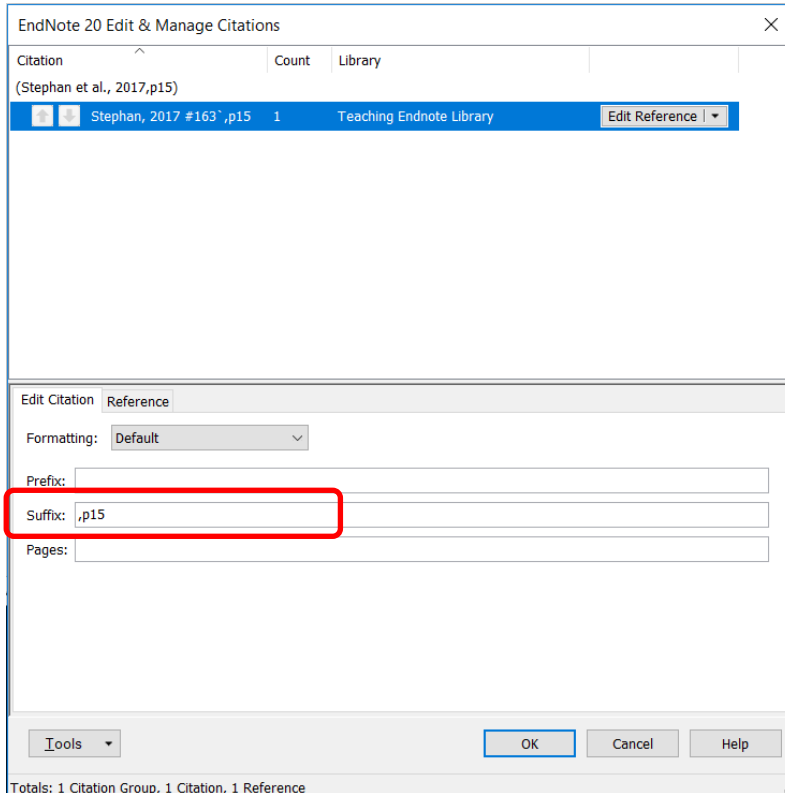 EndNote 20 Edit & Manage Citations
Citation Count Library
(Stephan et al., 2017,p15)
Stephan, 2017 #163`,p15 1 Teaching Endnote Library Edit Reference
Edit Citation Reference
Formatting: Default
Prefix:
Suffix: ,p15
Pages:
Tools OK Cancel Help
Totals: 1 Citation Group, 1 Citation, 1 Reference